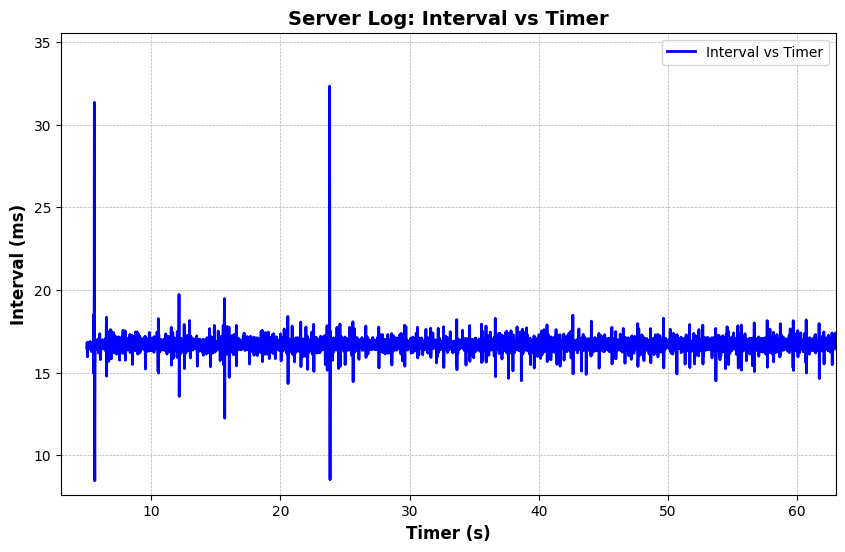 Server Log: Interval vs Timer
Interval vs Timer
35
30
25
20
15
10
Interval (ms)
10 20 30 40 50 60
Timer (s)